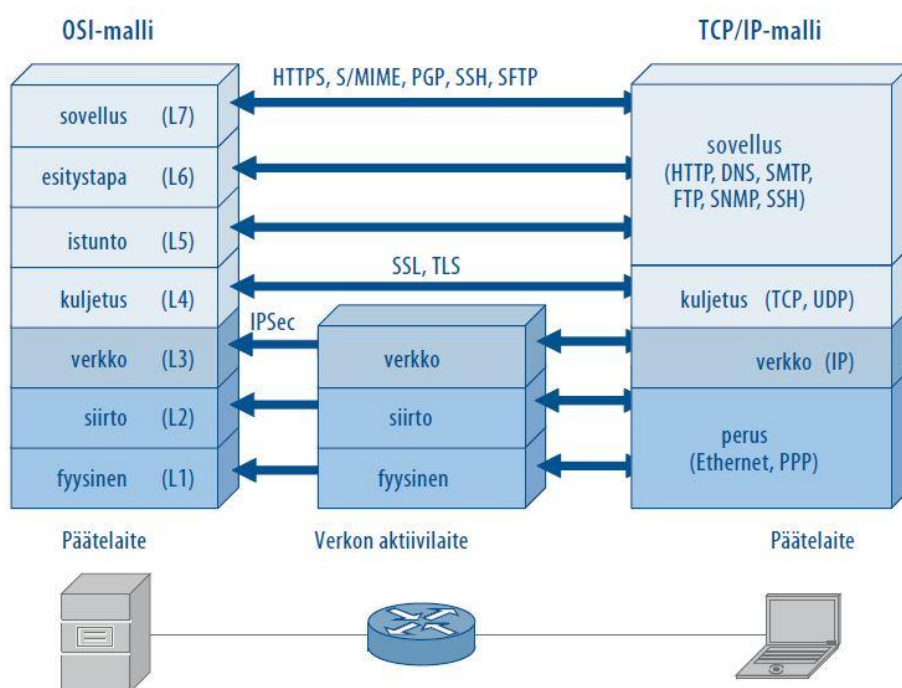 OSI-malli
TCP/IP-malli
HTTPS, S/MIME, PGP, SSH, SFTP
sovellus (L7)
esitystapa (L6)
istunto (L5)
kuljetus (L4)
verkko (L3)
siirto (L2)
fyysinen (L1)
SSL, TLS
IPSec
verkko
siirto
fyysinen
sovellus
(HTTP, DNS, SMTP,
FTP, SNMP, SSH)
kuljetus (TCP, UDP)
verkko (IP)
perus
(Ethernet, PPP)
Päätelaite
Verkon aktiivilaite
Päätelaite